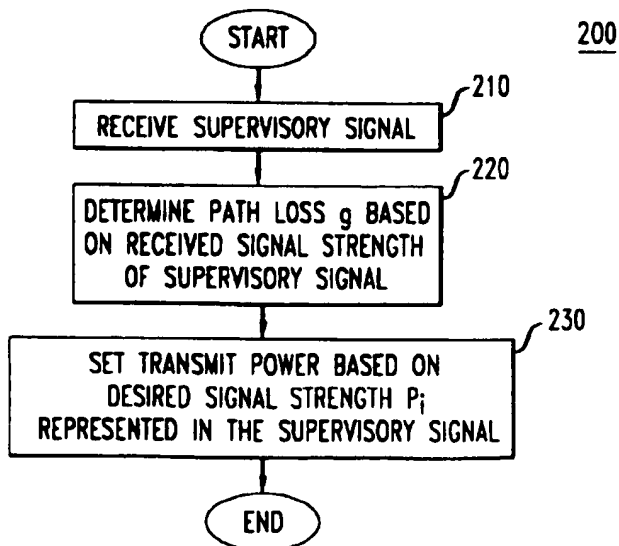 START
200
210
RECEIVE SUPERVISORY SIGNAL
220
DETERMINE PATH LOSS g BASED
ON RECEIVED SIGNAL STRENGTH
OF SUPERVISORY SIGNAL
230
SET TRANSMIT POWER BASED ON
DESIRED SIGNAL STRENGTH Pi
REPRESENTED IN THE SUPERVISORY SIGNAL
END